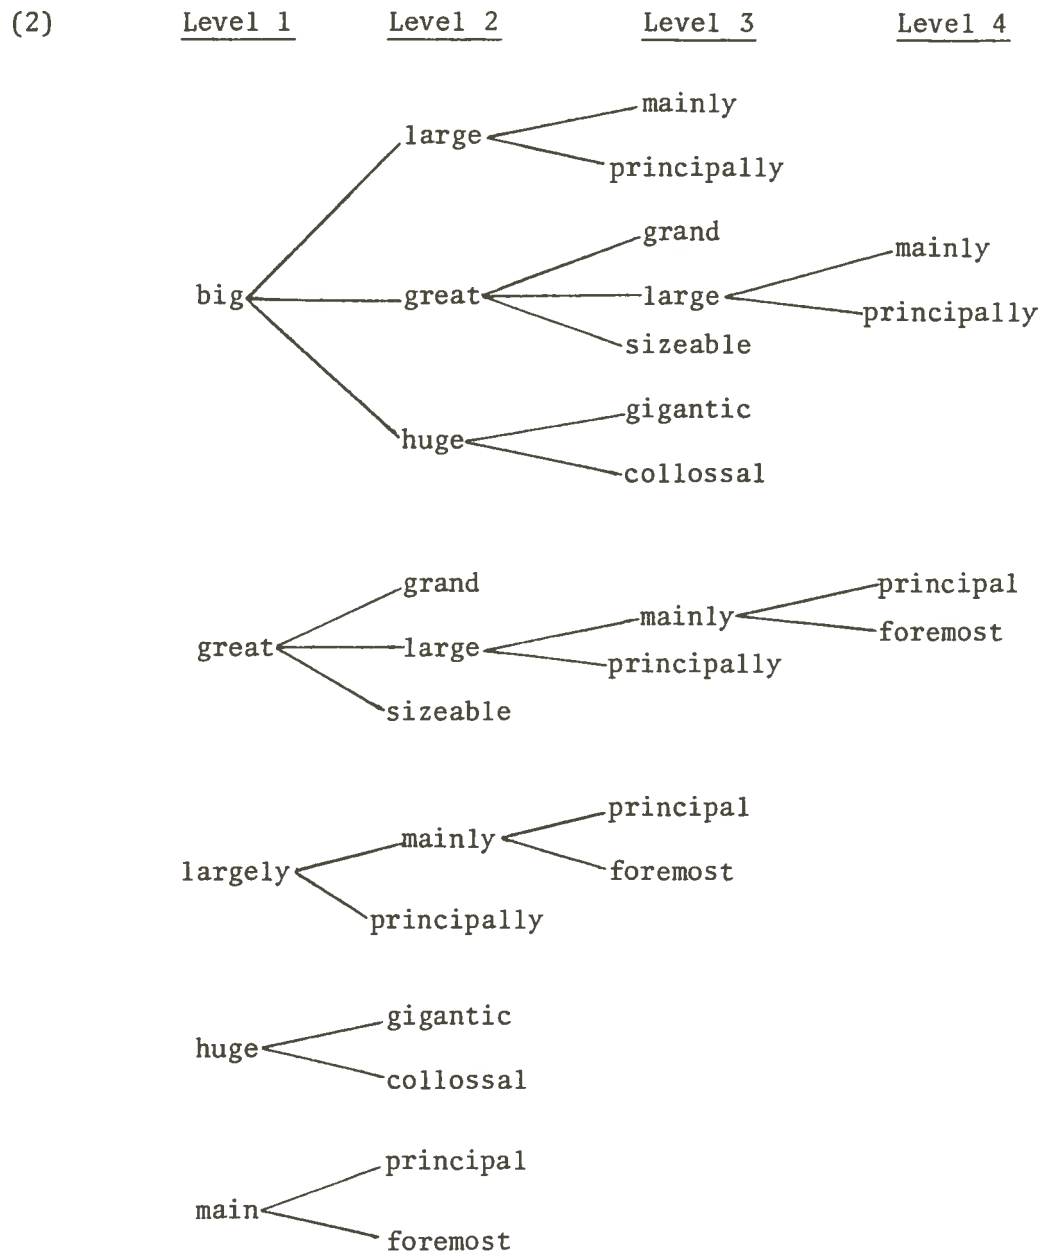 (2) Level 1 Level 2 Level 3 Level 4
mainly
large
principally
grand
mainly
big great large
principally
sizeable
gigantic
huge
collossal
grand
principal
mainly
foremost
great large
principally
sizeable
principal
mainly
largely foremost
principally
gigantic
huge
collossal
principal
main
foremost